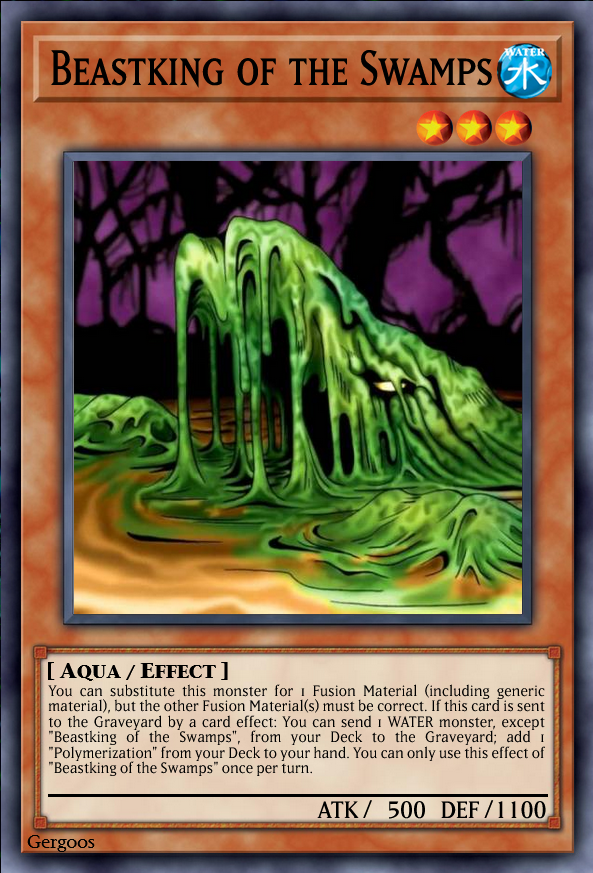 Beastking of the Swamps
WATER
水
[ Aqua / Effect ]
You can substitute this monster for 1 Fusion Material (including generic
material), but the other Fusion Material(s) must be correct. If this card is sent
to the Graveyard by a card effect: You can send 1 WATER monster, except
"Beastking of the Swamps", from your Deck to the Graveyard; add 1
"Polymerization" from your Deck to your hand. You can only use this effect of
"Beastking of the Swamps" once per turn.
ATK / 500 DEF /1100
Gergoos